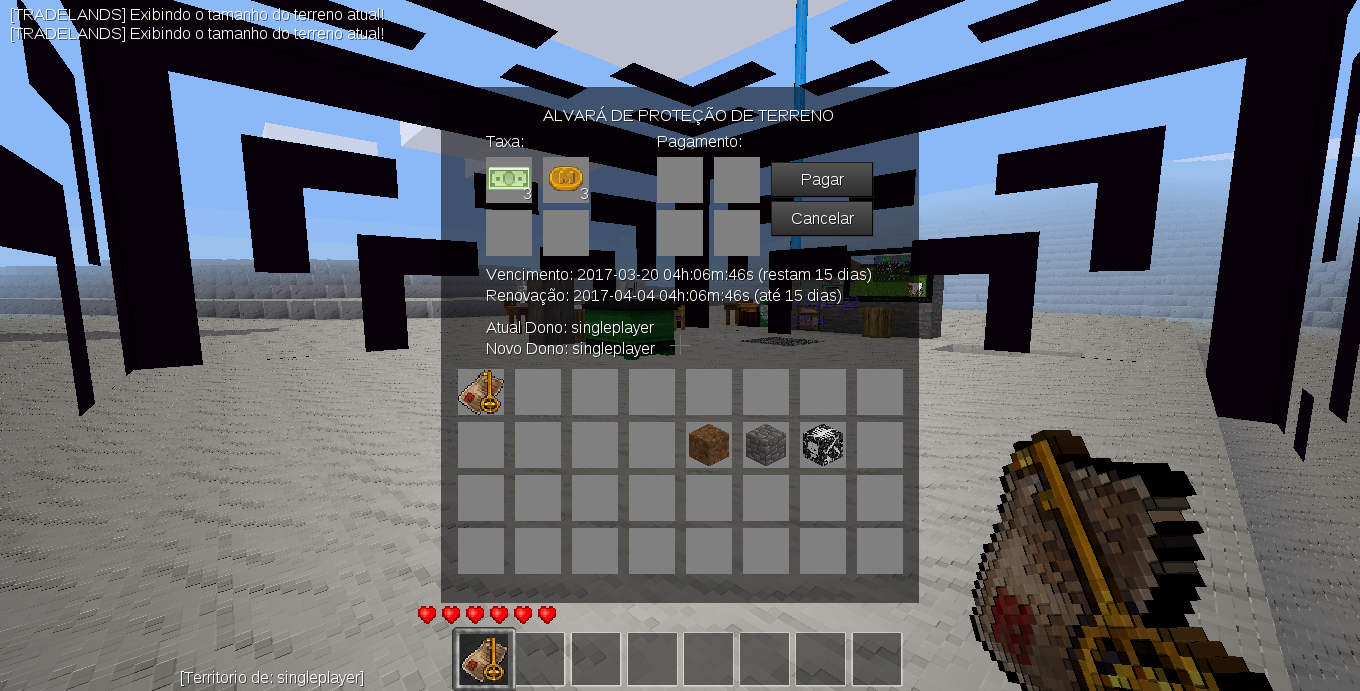 [TRADELANDS] Exibindo o tamanho do terreno atual!
[TRADELANDS] Exibindo o tamanho do terreno atual!
ALVARÁ DE PROTEÇÃO DE TERRENO
Taxa:
Pagamento:
3
3
Pagar
Cancelar
Vencimento: 2017-03-20 04h:06m:46s (restam 15 dias)
Renovação: 2017-04-04 04h:06m:46s (até 15 dias)
Atual Dono: singleplayer
Novo Dono: singleplayer
[Territorio de: singleplayer]